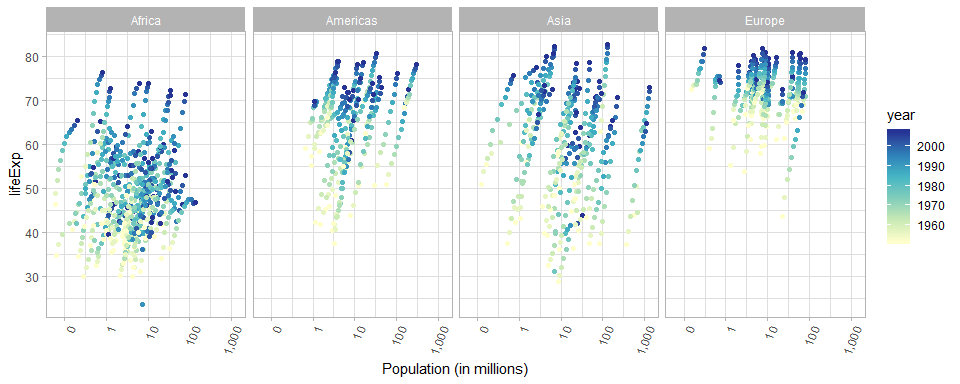 Africa Americas Asia Europe
80
70
60
50
40
30
lifeExp
0 1 10 100 1,000 0 1 10 100 1,000 0 1 10 100 1,000 0 1 10 100 1,000
Population (in millions)
year
2000
1990
1980
1970
1960